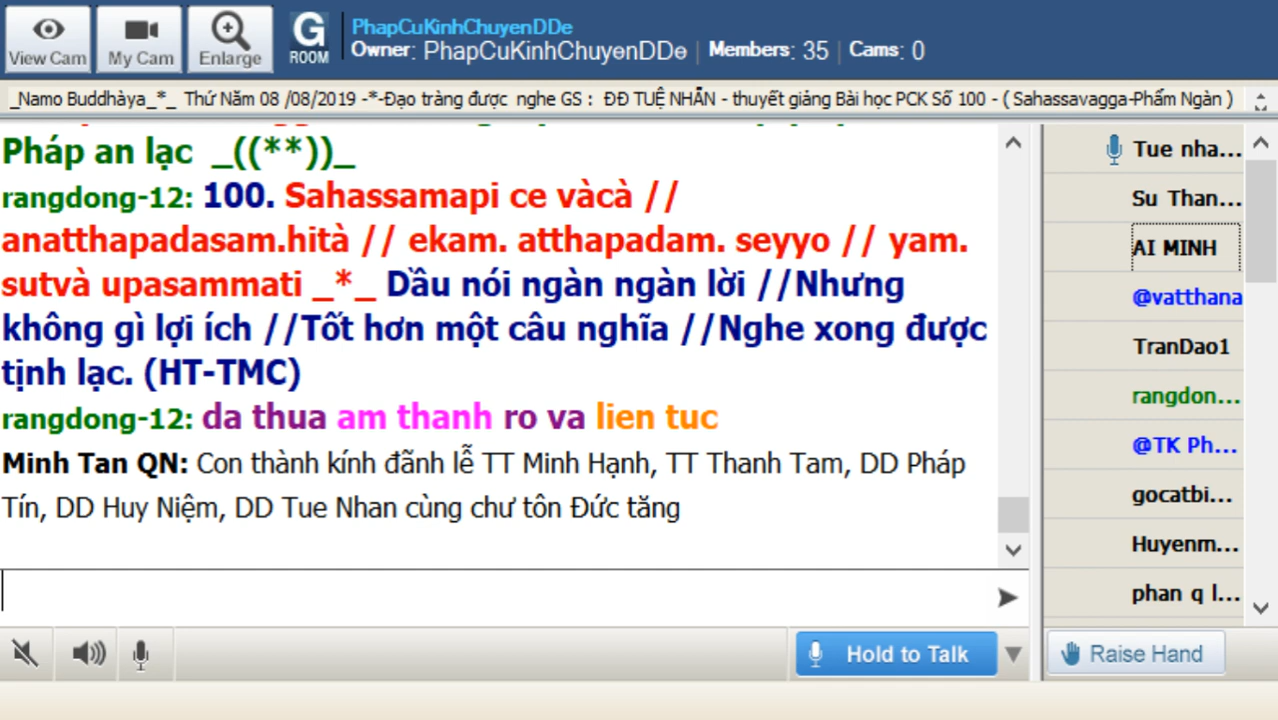 View Cam
My Cam
Enlarge
G
ROOM
PhapCuKinhChuyenDDe
Owner: PhapCuKinhChuyenDDe | Members: 35 | Cams: 0
_Namo Buddhàya_*_ Thứ Năm 08 /08/2019 -*-Đạo tràng được nghe GS : ĐĐ TUỆ NHẪN - thuyết giảng Bài học PCK Số 100 - ( Sahassavagga-Phẩm Ngàn )
Pháp an lạc _((**))_
rangdong-12: 100. Sahassamapi ce vàcà //
anatthapadasam.hità // ekam. atthapadam. seyyo // yam.
sutvà upasammati _*_ Dầu nói ngàn ngàn lời //Nhưng
không gì lợi ích //Tốt hơn một câu nghĩa //Nghe xong được
tịnh lạc. (HT-TMC)
rangdong-12: da thua am thanh ro va lien tuc
Minh Tan QN: Con thành kính đãnh lễ TT Minh Hạnh, TT Thanh Tam, DD Pháp
Tín, DD Huy Niệm, DD Tue Nhan cùng chư tôn Đức tăng
Tue nha...
Su Than...
AI MINH
@vatthana
TranDao1
rangdon...
@TK Ph...
gocatbi...
Huyenm...
phan q l...
Hold to Talk
Raise Hand